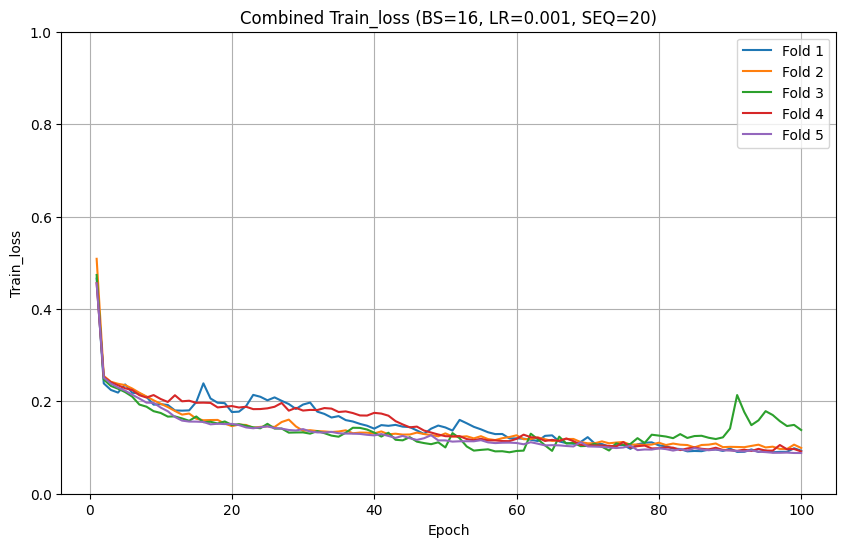 Combined Train_loss (BS=16, LR=0.001, SEQ=20)
1.0
0.8
0.6
0.4
0.2
0.0
Train_loss
0
20
40
60
80
100
Epoch
Fold 1
Fold 2
Fold 3
Fold 4
Fold 5